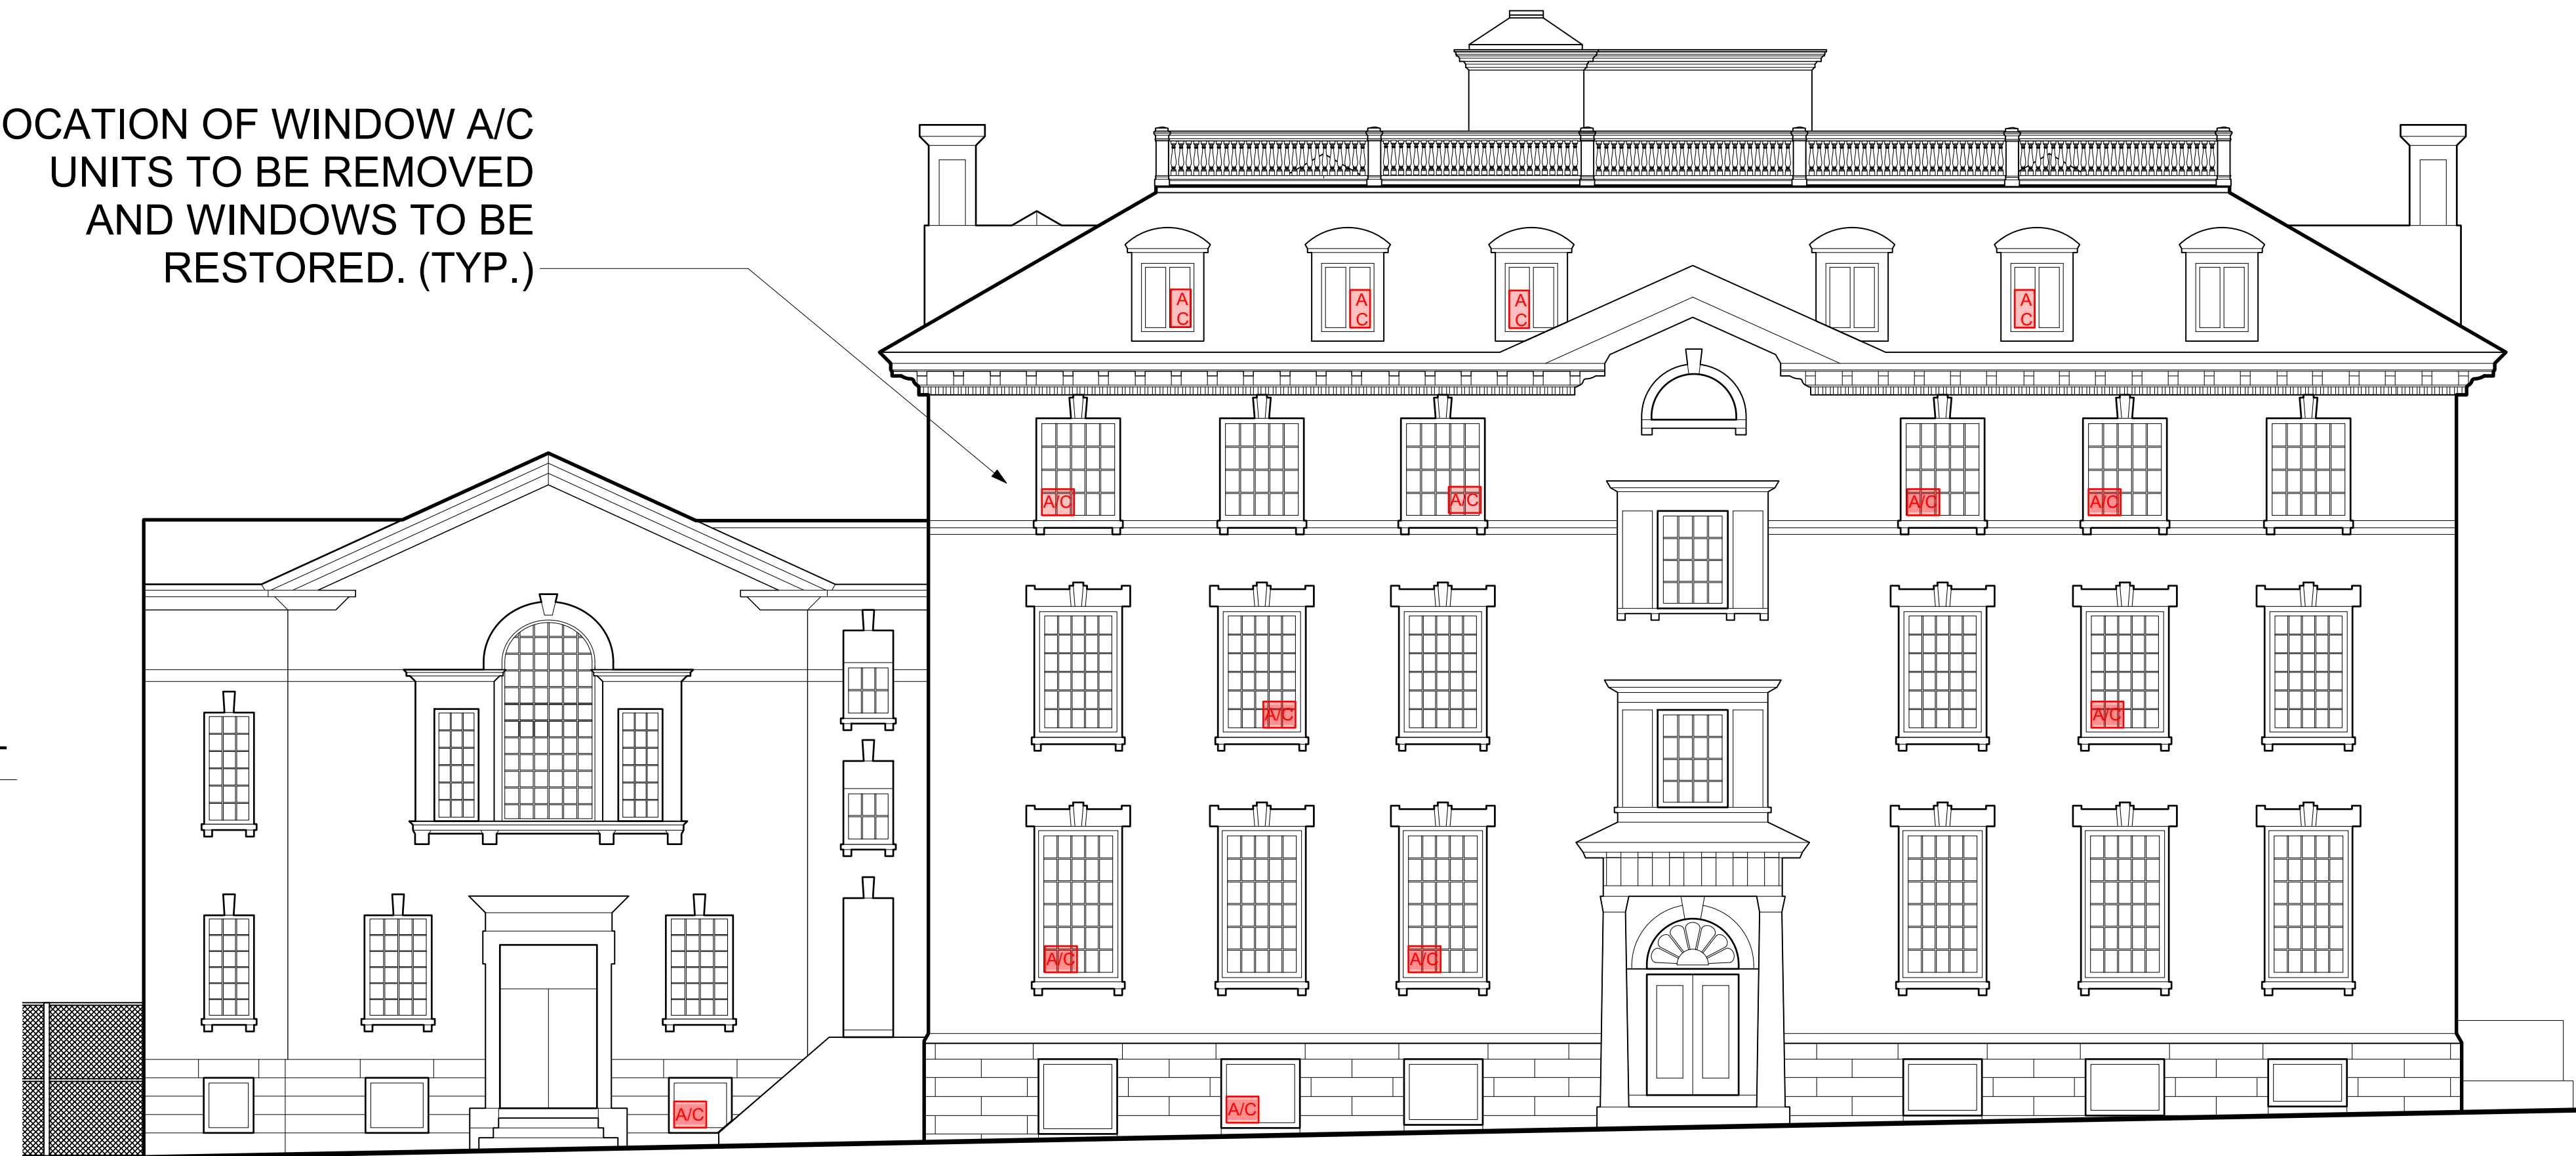 OCATION OF WINDOW A/C
UNITS TO BE REMOVED
AND WINDOWS TO BE
RESTORED. (TYP.)
A
C
A
C
A
C
A
C
A/C
A/C
A/C
A/C
A/C
A/C
A/C
A/C
A/C
A/C